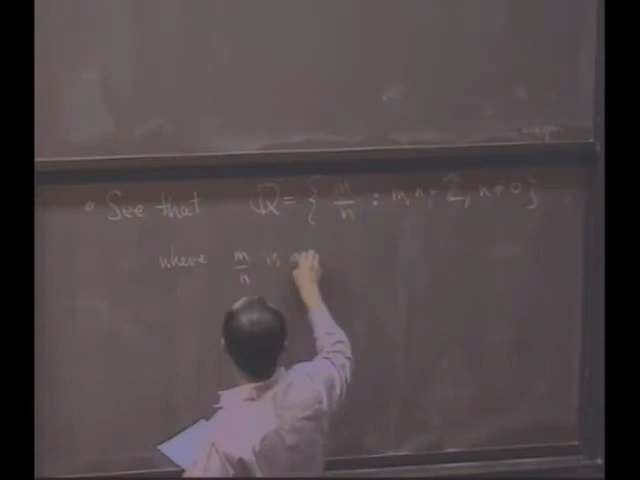 • See that ℚ = { m/n : m, n ∈ ℤ, n ≠ 0 }
where m/n is